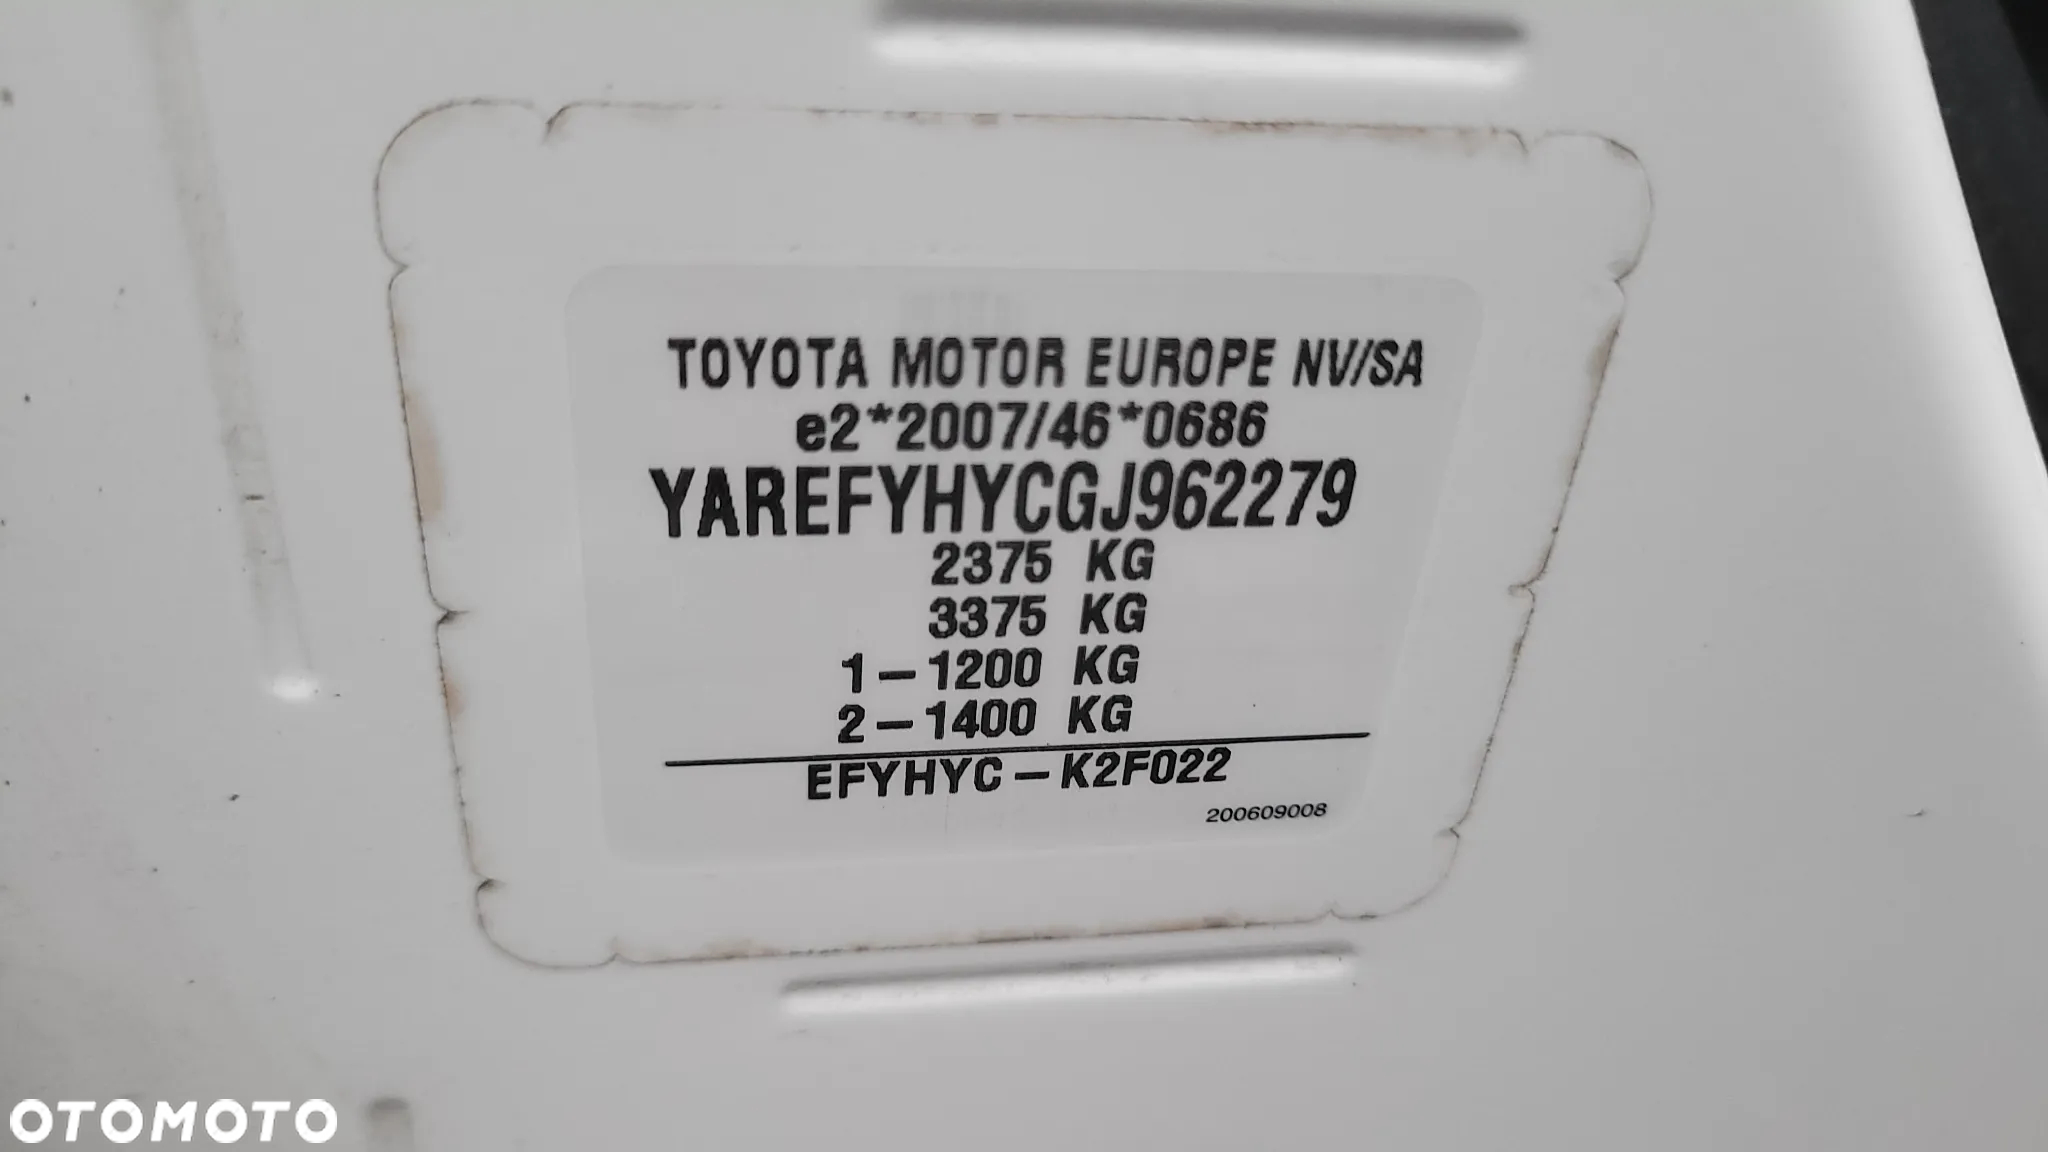 TOYOTA MOTOR EUROPE NV/SA
e2*2007/46*0686
YAREFYHYCGJ962279
2375 KG
3375 KG
1-1200 KG
2-1400 KG
EFYHYC-K2F022
200609008
OTOMOTO